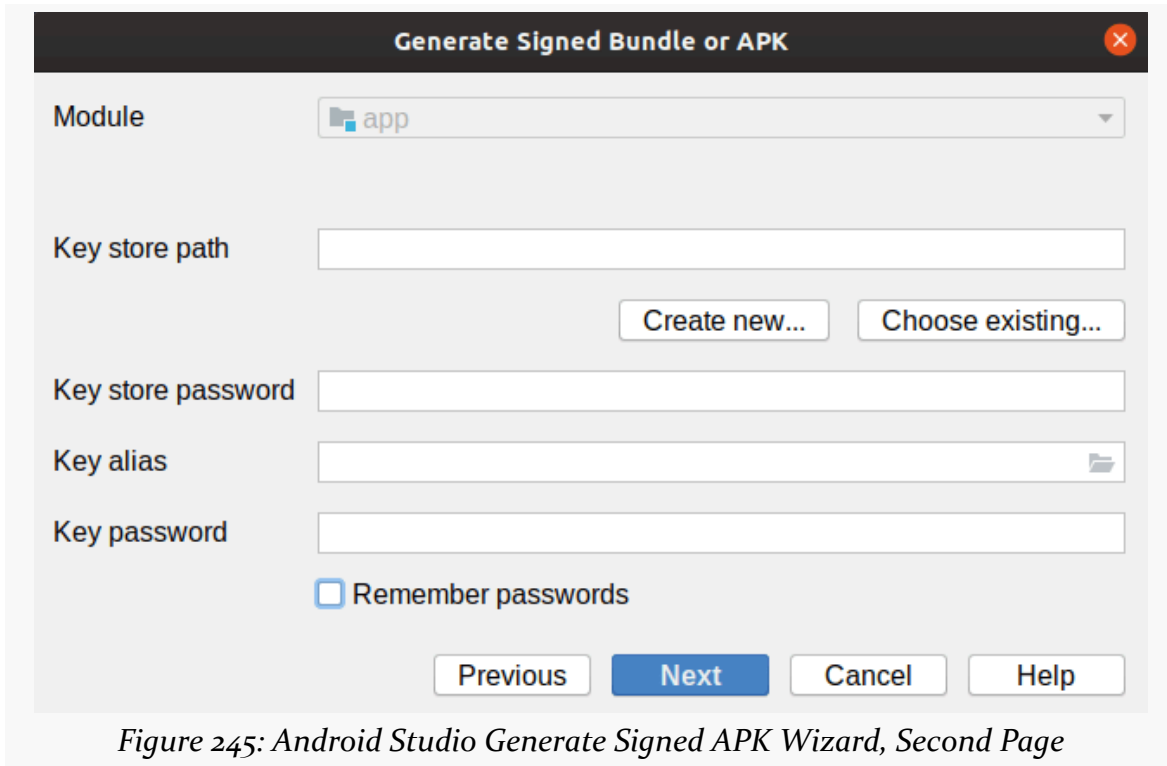 Generate Signed Bundle or APK
Module app
Key store path
Create new... Choose existing...
Key store password
Key alias
Key password
Remember passwords
Previous Next Cancel Help
Figure 245: Android Studio Generate Signed APK Wizard, Second Page